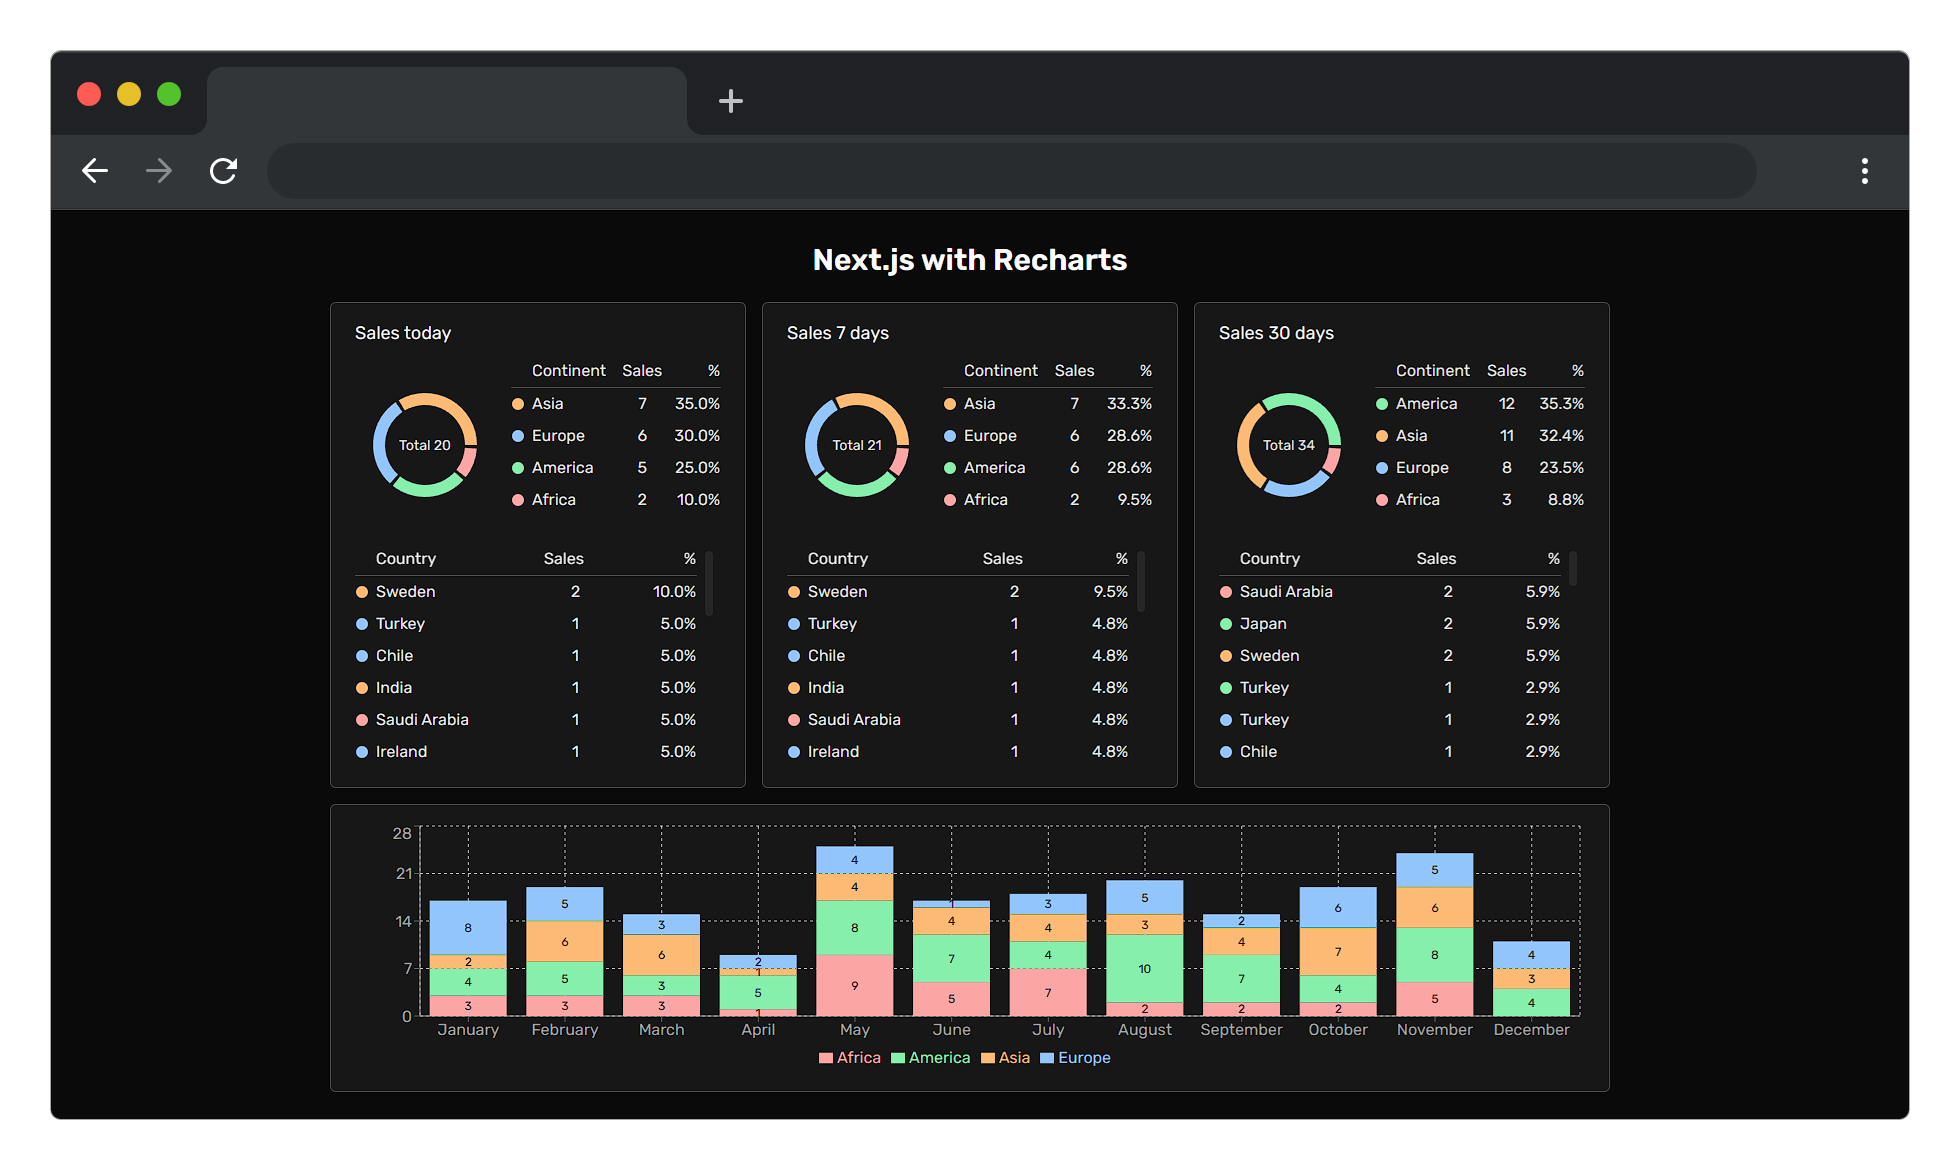 Next.js with Recharts
Sales today
Continent Sales %
Asia 7 35.0%
Europe 6 30.0%
America 5 25.0%
Africa 2 10.0%
Total 20
Country Sales %
Sweden 2 10.0%
Turkey 1 5.0%
Chile 1 5.0%
India 1 5.0%
Saudi Arabia 1 5.0%
Ireland 1 5.0%
Sales 7 days
Continent Sales %
Asia 7 33.3%
Europe 6 28.6%
America 6 28.6%
Africa 2 9.5%
Total 21
Country Sales %
Sweden 2 9.5%
Turkey 1 4.8%
Chile 1 4.8%
India 1 4.8%
Saudi Arabia 1 4.8%
Ireland 1 4.8%
Sales 30 days
Continent Sales %
America 12 35.3%
Asia 11 32.4%
Europe 8 23.5%
Africa 3 8.8%
Total 34
Country Sales %
Saudi Arabia 2 5.9%
Japan 2 5.9%
Sweden 2 5.9%
Turkey 1 2.9%
Turkey 1 2.9%
Chile 1 2.9%
28
21
14
7
0
8 5 3 2 4 1 3 5 2 6 5 4
2 6 6 1 4 4 4 3 4 7 6 3
4 5 3 5 8 7 4 10 7 4 8 4
3 3 3 1 9 5 7 2 2 2 5
January February March April May June July August September October November December
Africa America Asia Europe